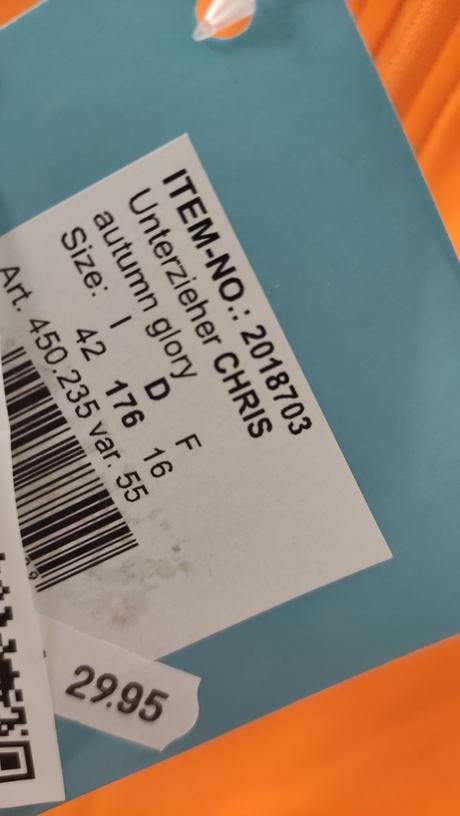 ITEM-NO.: 2018703
Unterzieher CHRIS
autumn glory
Size: I D F
42 176 16
Art. 450.235 var. 55
29.95